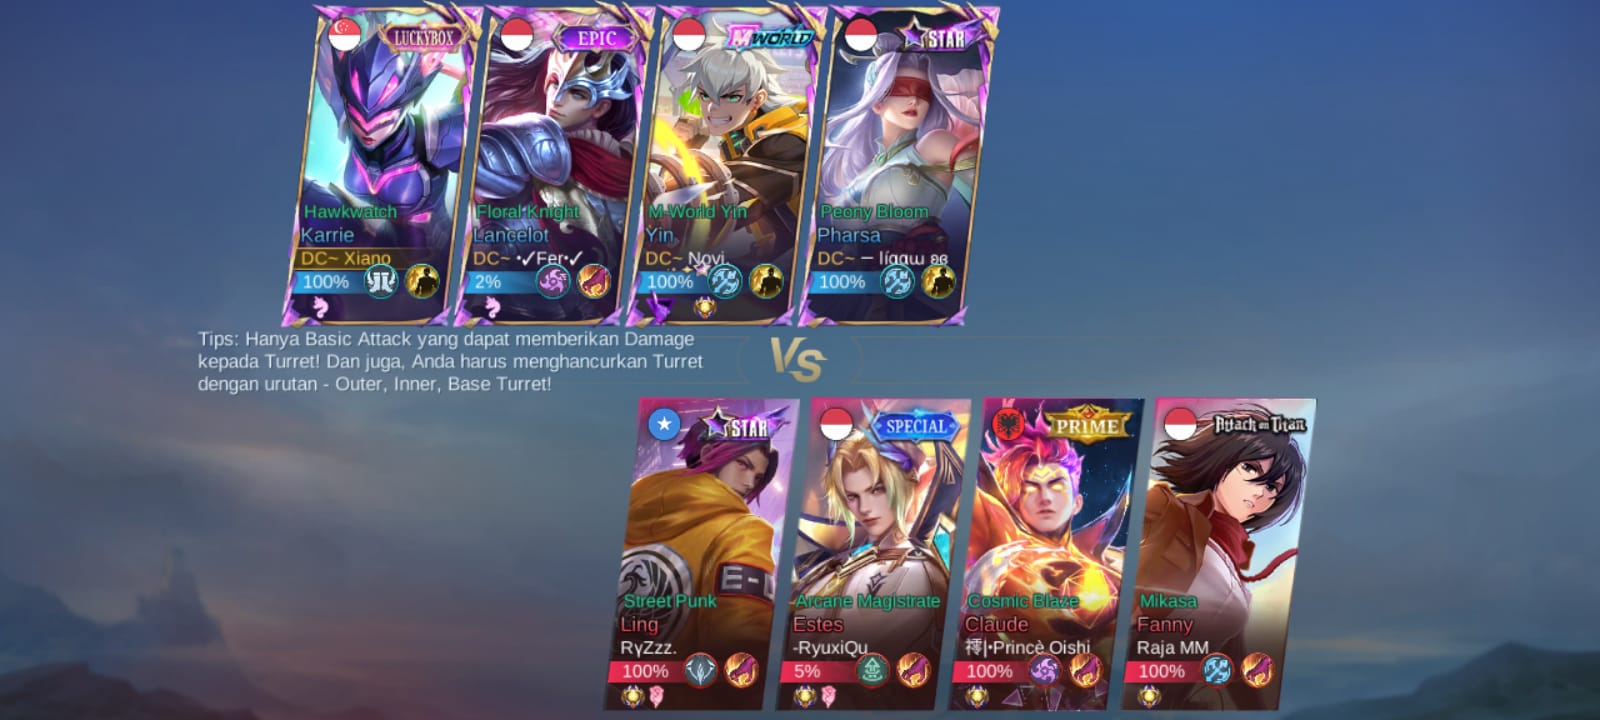 LUCKYBOX
Hawkwatch
Karrie
DC~ Xiano
100%
EPIC
Floral Knight
Lancelot
DC~ •✓Fer•✓
2%
MWORLD
M-World Yin
Yin
DC~ Novi
100%
STAR
Peony Bloom
Pharsa
DC~
100%
Tips: Hanya Basic Attack yang dapat memberikan Damage
kepada Turret! Dan juga, Anda harus menghancurkan Turret
dengan urutan - Outer, Inner, Base Turret!
VS
STAR
Street Punk
Ling
RγZzz.
100%
SPECIAL
Arcane Magistrate
Estes
-RyuxiQu
5%
PRIME
Cosmic Blaze
Claude
Princè Oishi
100%
Attack on Titan
Mikasa
Fanny
Raja MM
100%